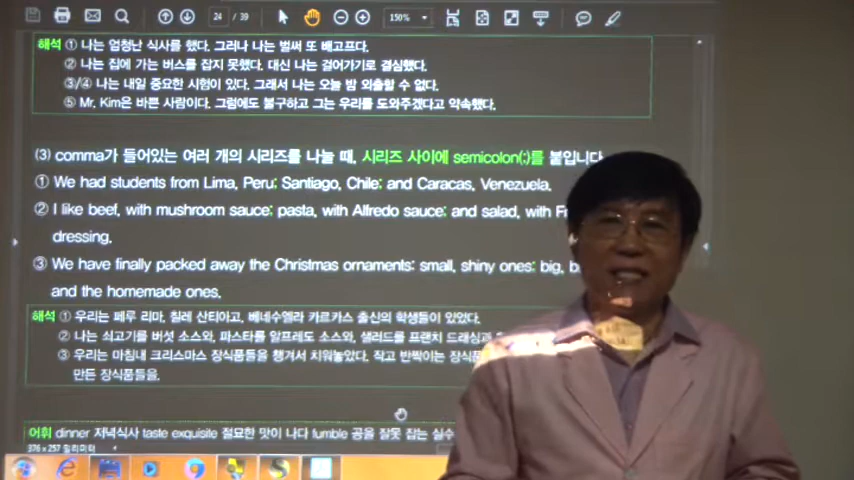 24 / 39
150%
해석 ① 나는 엄청난 식사를 했다. 그러나 나는 벌써 또 배고프다.
② 나는 집에 가는 버스를 잡지 못했다. 대신 나는 걸어가기로 결심했다.
③/④ 나는 내일 중요한 시험이 있다. 그래서 나는 오늘 밤 외출할 수 없다.
⑤ Mr. Kim은 바쁜 사람이다. 그럼에도 불구하고 그는 우리를 도와주겠다고 약속했다.
(3) comma가 들어있는 여러 개의 시리즈를 나눌 때, 시리즈 사이에 semicolon(;)를 붙입니다.
① We had students from Lima, Peru; Santiago, Chile; and Caracas, Venezuela.
② I like beef, with mushroom sauce; pasta, with Alfredo sauce; and salad, with
dressing.
③ We have finally packed away the Christmas ornaments: small, shiny ones; big,
and the homemade ones.
해석 ① 우리는 페루 리마, 칠레 산티아고, 베네수엘라 카르카스 출신의 학생들이 있었다.
② 나는 쇠고기를 버섯 소스와, 파스타를 알프레도 소스와, 샐러드를 프랜치 드래싱과
③ 우리는 마침내 크리스마스 장식품들을 챙겨서 치워놓았다. 작고 반짝이는
만든 장식품들을.
어휘 dinner 저녁식사 taste exquisite 절묘한 맛이 나다 fumble 공을 잘못 잡는 실수
376 x 257 밀리미터